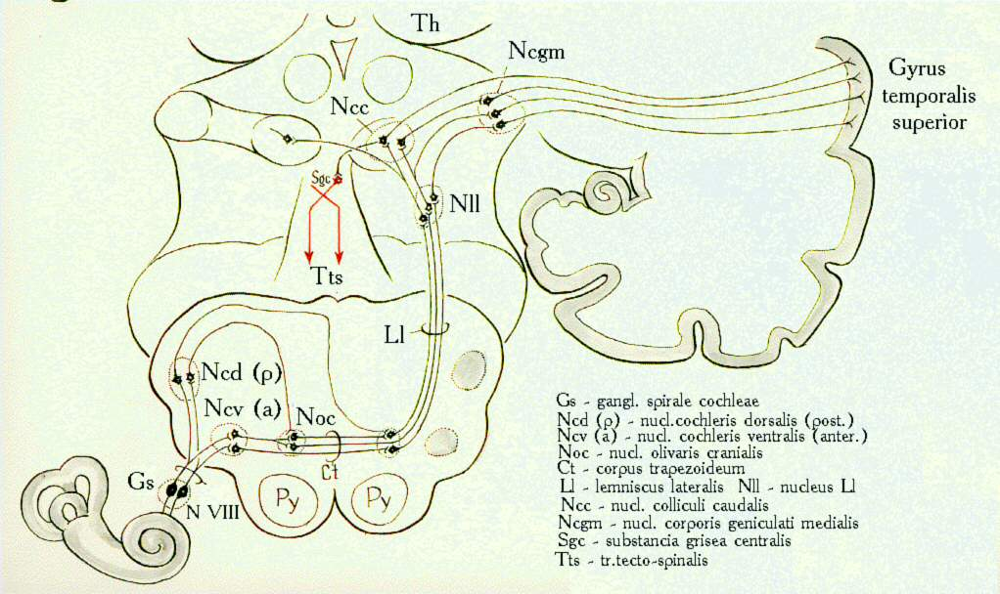 Th
Ncgm
Gyrus
temporalis
superior
Ncc
Sgc
Nll
Tts
Ll
Ncd (ρ)
Ncv (a)
Noc
Ct
Gs
N VIII
Py
Py
Gs - gangl. spirale cochleae
Ncd (ρ) - nucl.cochleris dorsalis (post.)
Ncv (a) - nucl. cochleris ventralis (anter.)
Noc - nucl. olivaris cranialis
Ct - corpus trapezoideum
Ll - lemniscus lateralis Nll - nucleus Ll
Ncc - nucl. colliculi caudalis
Ncgm - nucl. corporis geniculati medialis
Sgc - substancia grisea centralis
Tts - tr.tecto-spinalis